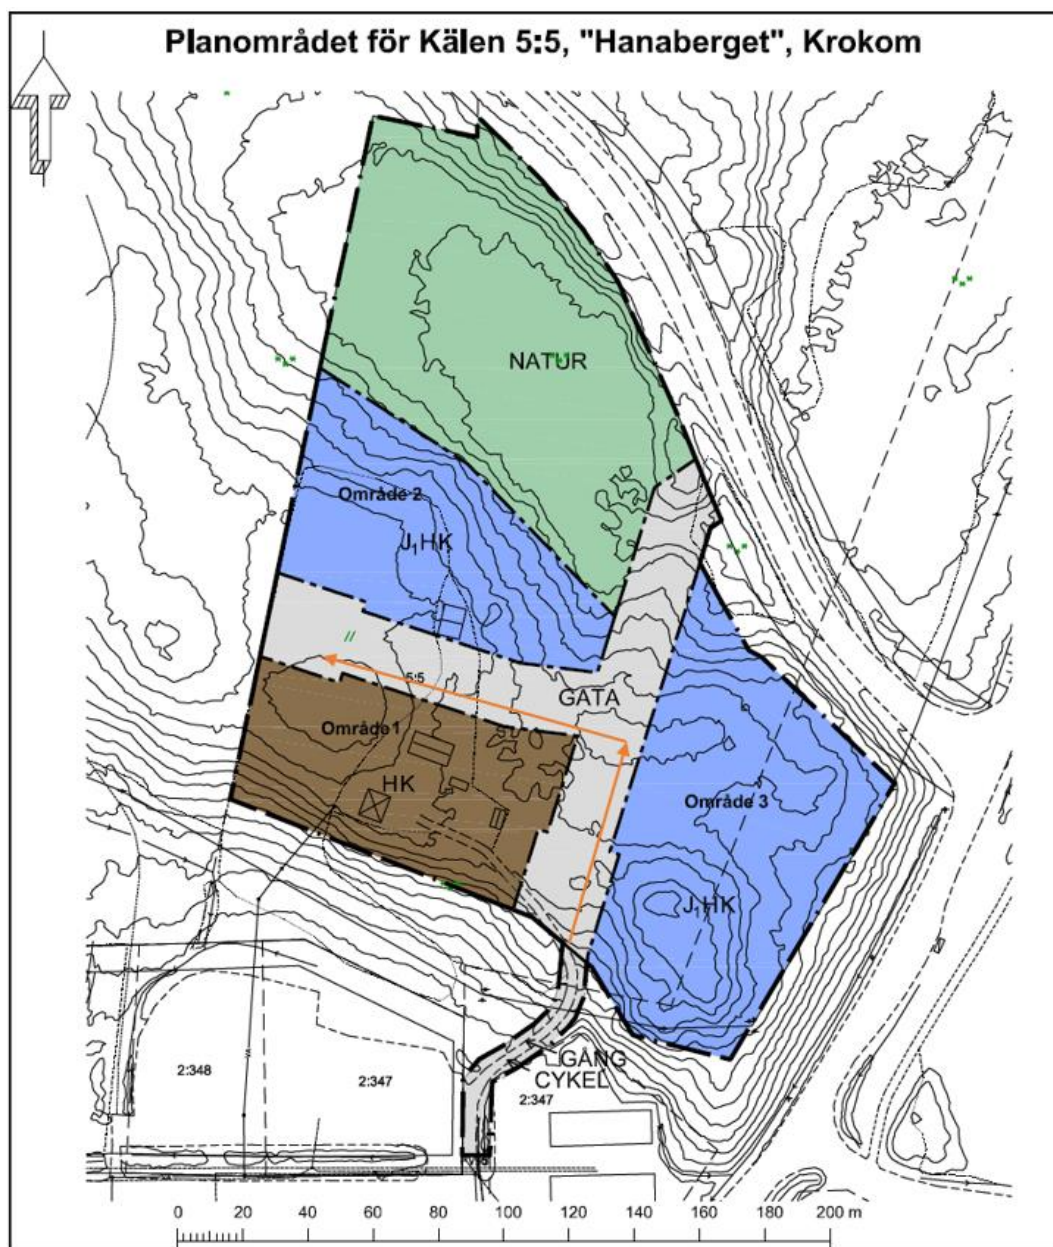 Planområdet för Kälen 5:5, "Hanaberget", Krokom
NATUR
Område 2
J₁HK
5:5
GATA
Område 1
HK
Område 3
J₁HK
GÅNG
CYKEL
2:348
2:347
2:347
0 20 40 60 80 100 120 140 160 180 200 m